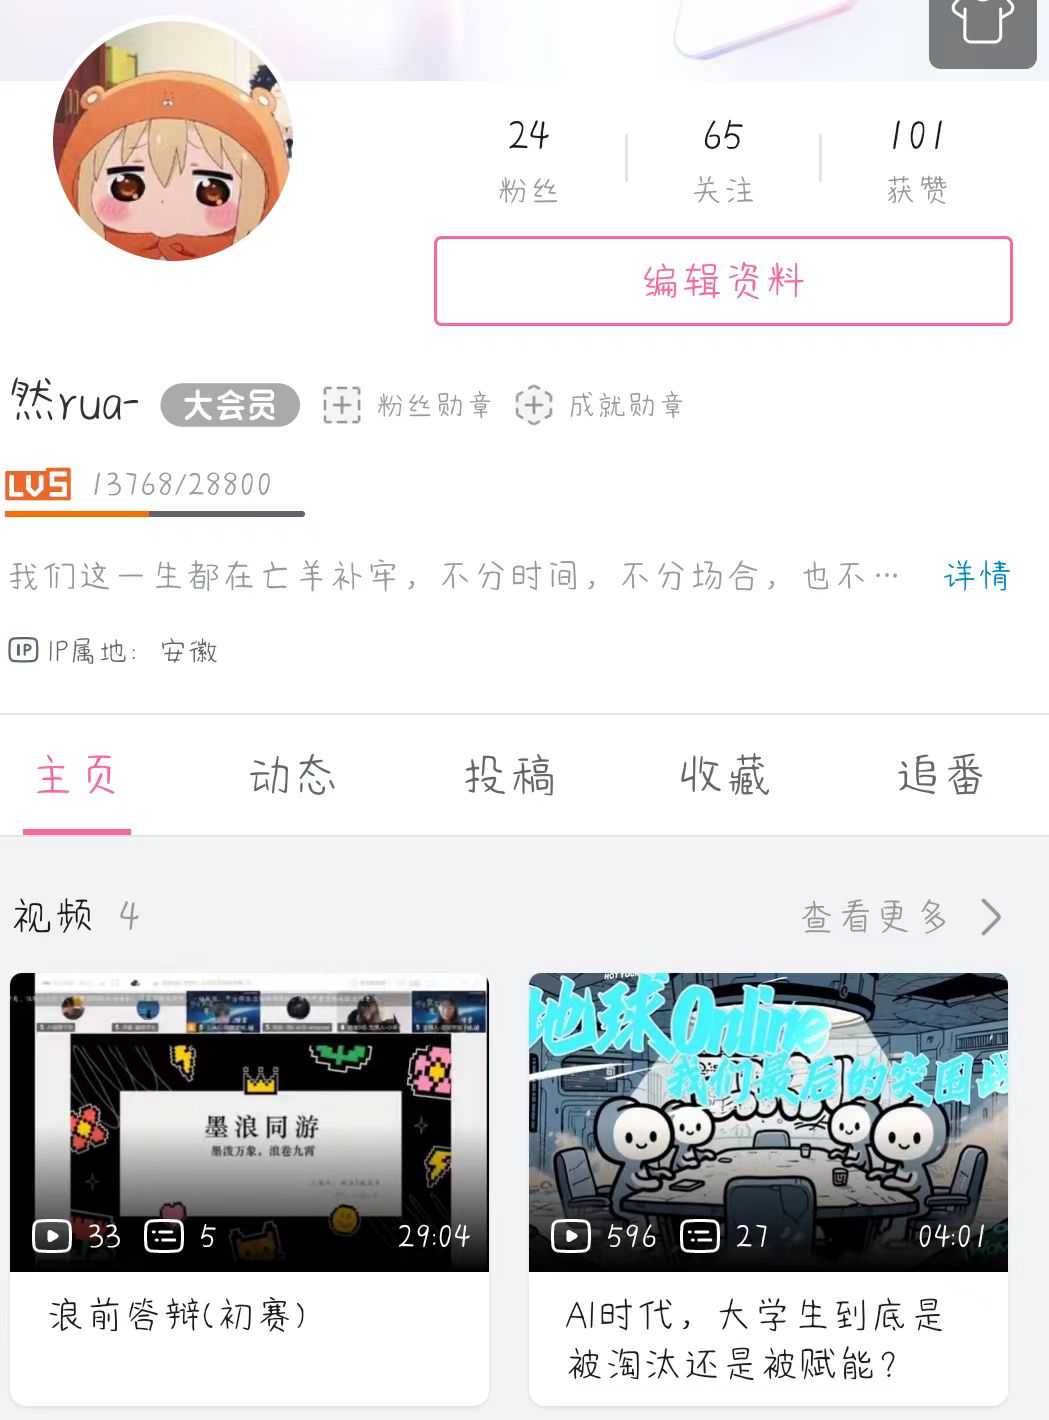 24
65
101
粉丝
关注
获赞
编辑资料
然rua-
大会员
粉丝勋章
成就勋章
LV5
13768/28800
我们这一生都在亡羊补牢，不分时间，不分场合，也不…
详情
IP
IP属地：安徽
主页
动态
投稿
收藏
追番
视频 4
查看更多
墨浪同游
墨泼万象，浪卷九霄
33
5
29:04
浪前答辩(初赛)
地球Online
我们最后的突围战
596
27
04:01
AI时代，大学生到底是
被淘汰还是被赋能？